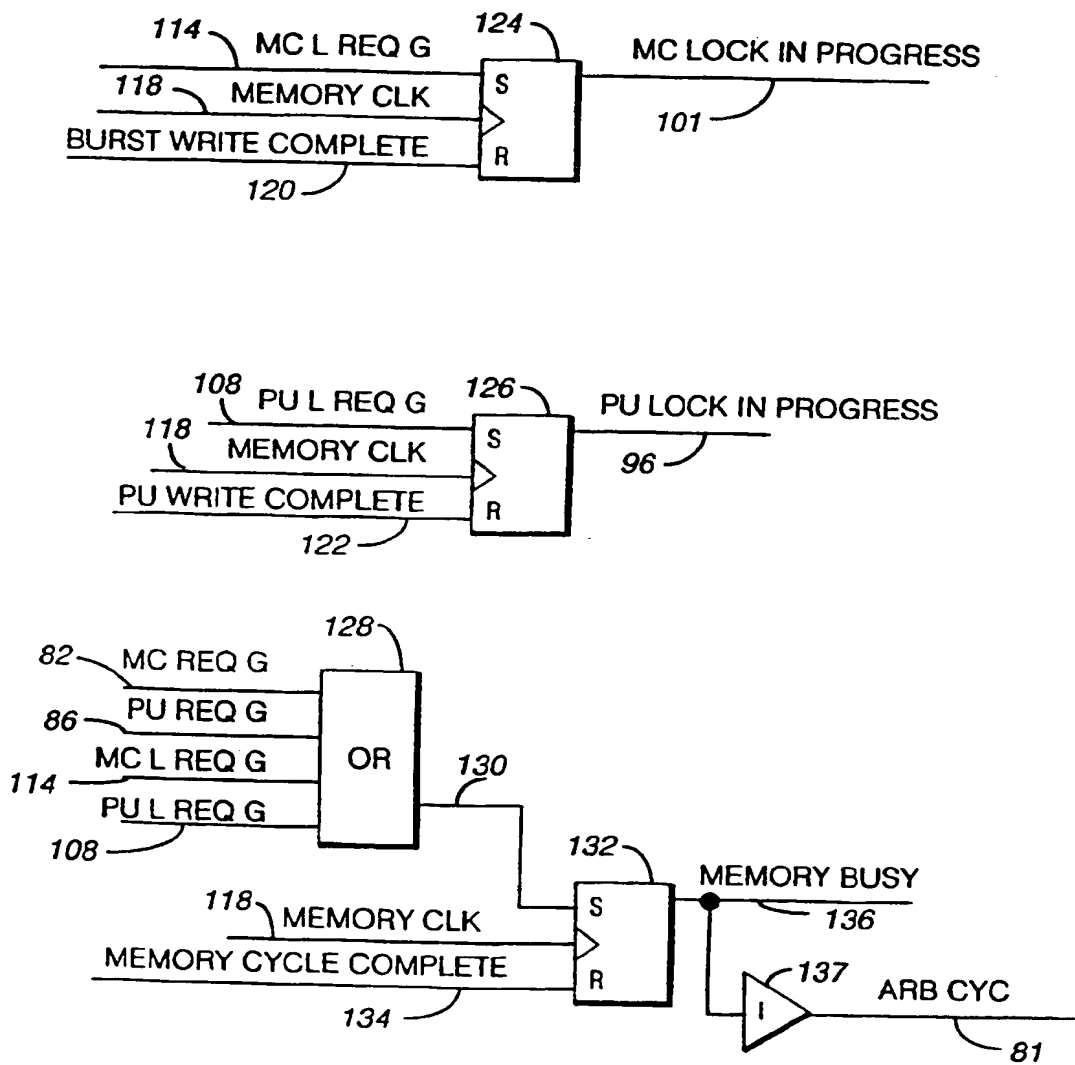 114
MC L REQ G
124
MC LOCK IN PROGRESS
118
MEMORY CLK
S
101
BURST WRITE COMPLETE
R
120
108
PU L REQ G
126
PU LOCK IN PROGRESS
118
MEMORY CLK
S
96
PU WRITE COMPLETE
R
122
128
82
MC REQ G
86
PU REQ G
OR
114
MC L REQ G
130
108
PU L REQ G
132
MEMORY BUSY
118
MEMORY CLK
S
136
MEMORY CYCLE COMPLETE
R
134
137
I
ARB CYC
81